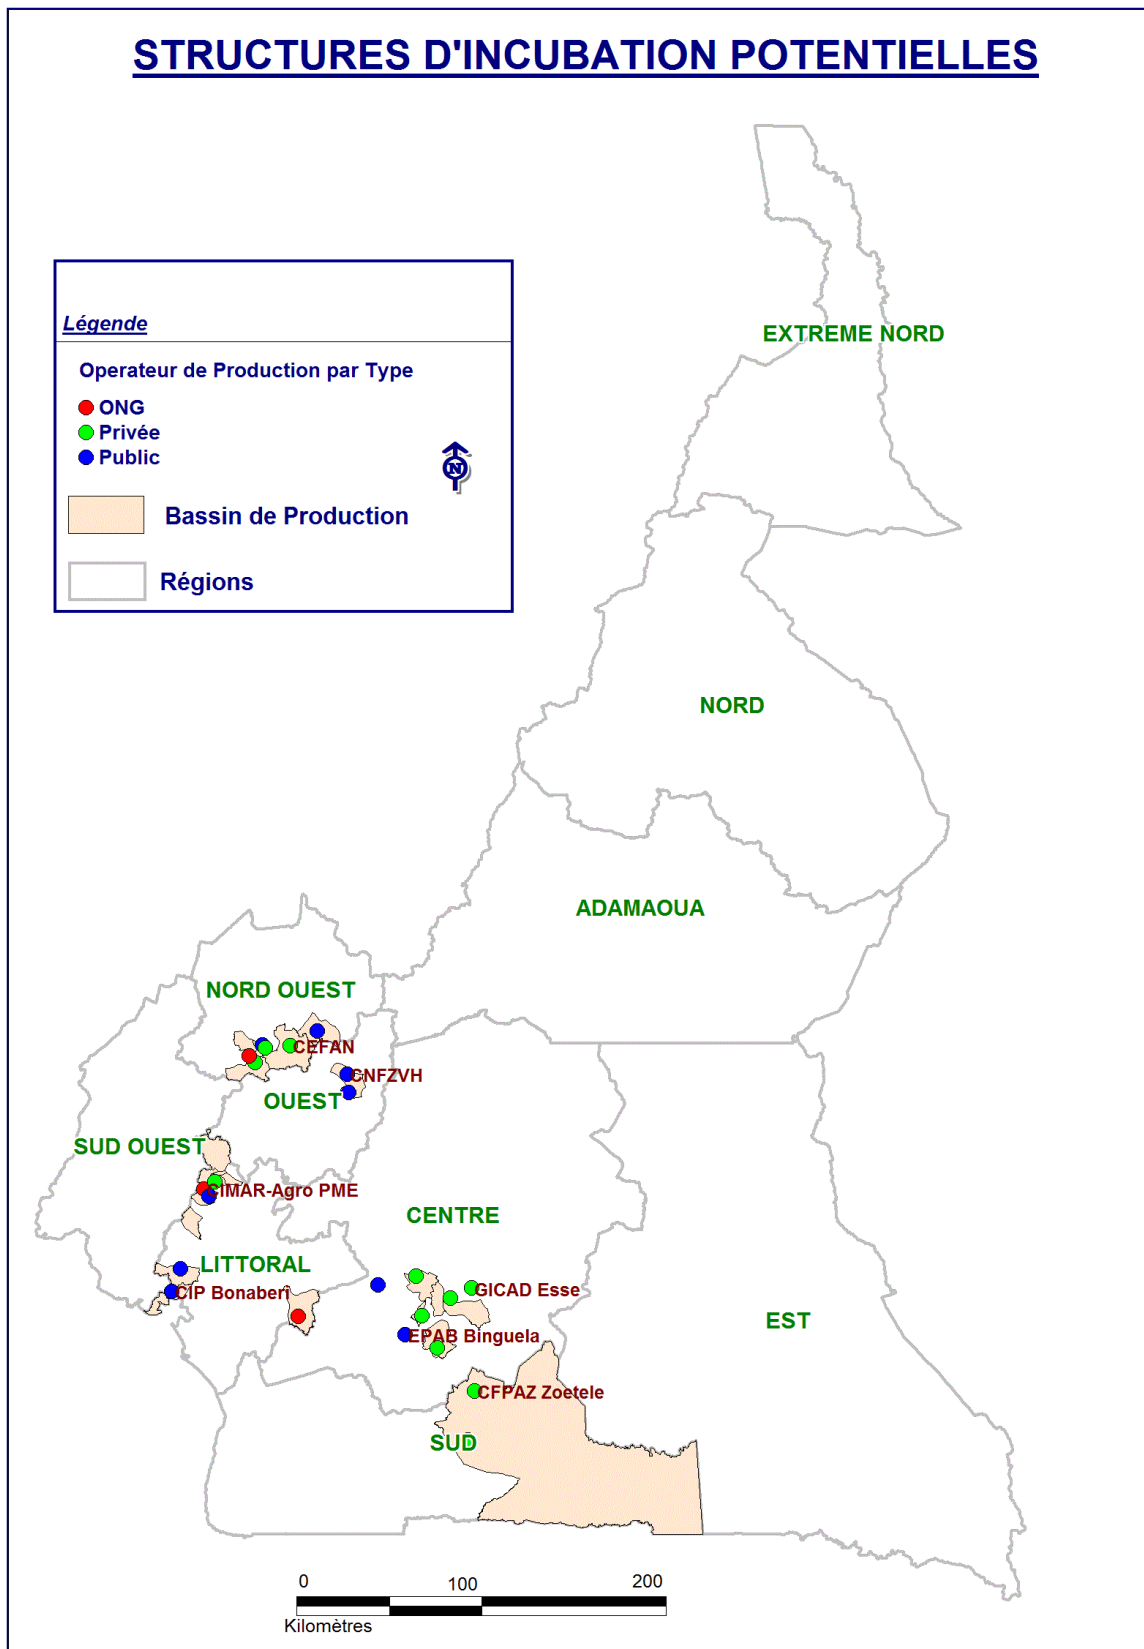 STRUCTURES D'INCUBATION POTENTIELLES
Légende
Operateur de Production par Type
ONG
Privée
Public
N
Bassin de Production
Régions
EXTREME NORD
NORD
ADAMAOUA
NORD OUEST
CEFAN
CNFZVH
OUEST
SUD OUEST
CIMAR-Agro PME
CENTRE
LITTORAL
CIP Bonaberi
GICAD Esse
EST
EPAB Binguela
CFPAZ Zoetele
SUD
0 100 200
Kilomètres